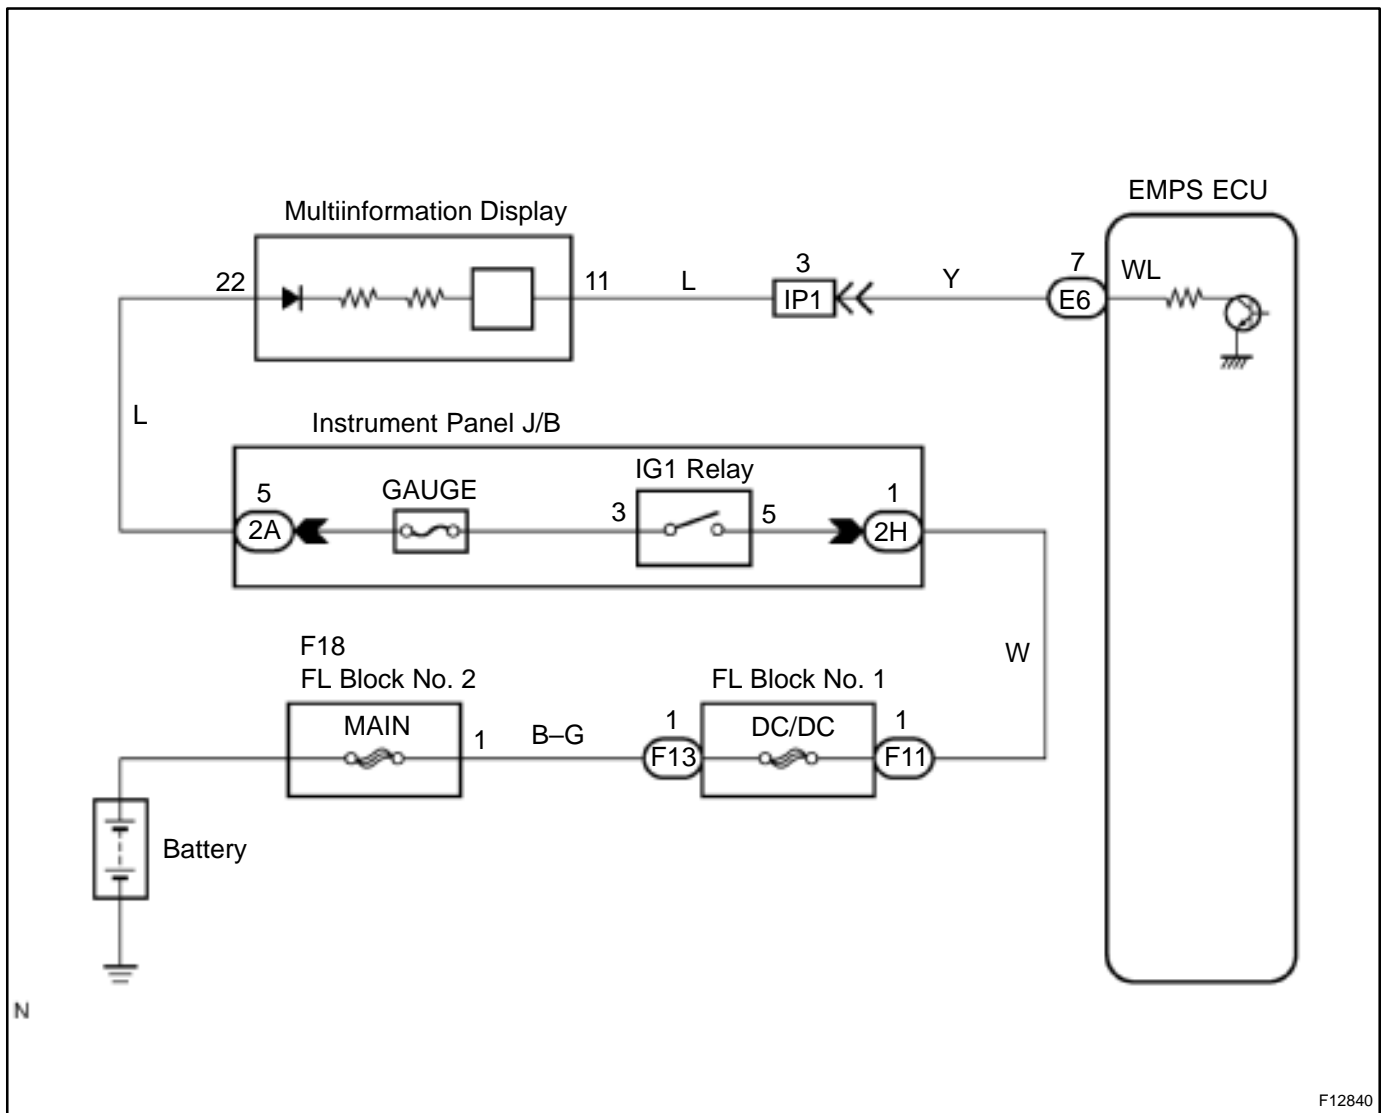 EMPS ECU
Multiinformation Display
22
11
L
3
IP1
Y
7
E6
WL
L
Instrument Panel J/B
5
2A
GAUGE
IG1 Relay
3
5
1
2H
W
F18
FL Block No. 2
MAIN
1
B–G
FL Block No. 1
1
F13
DC/DC
1
F11
Battery
N
F12840